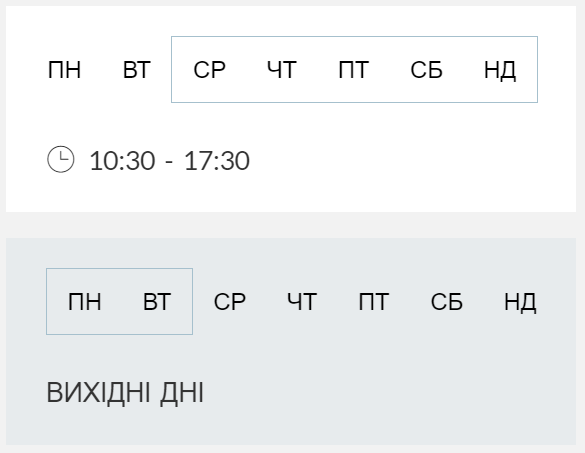 ПН ВТ СР ЧТ ПТ СБ НД
10:30 - 17:30
ПН ВТ СР ЧТ ПТ СБ НД
ВИХІДНІ ДНІ